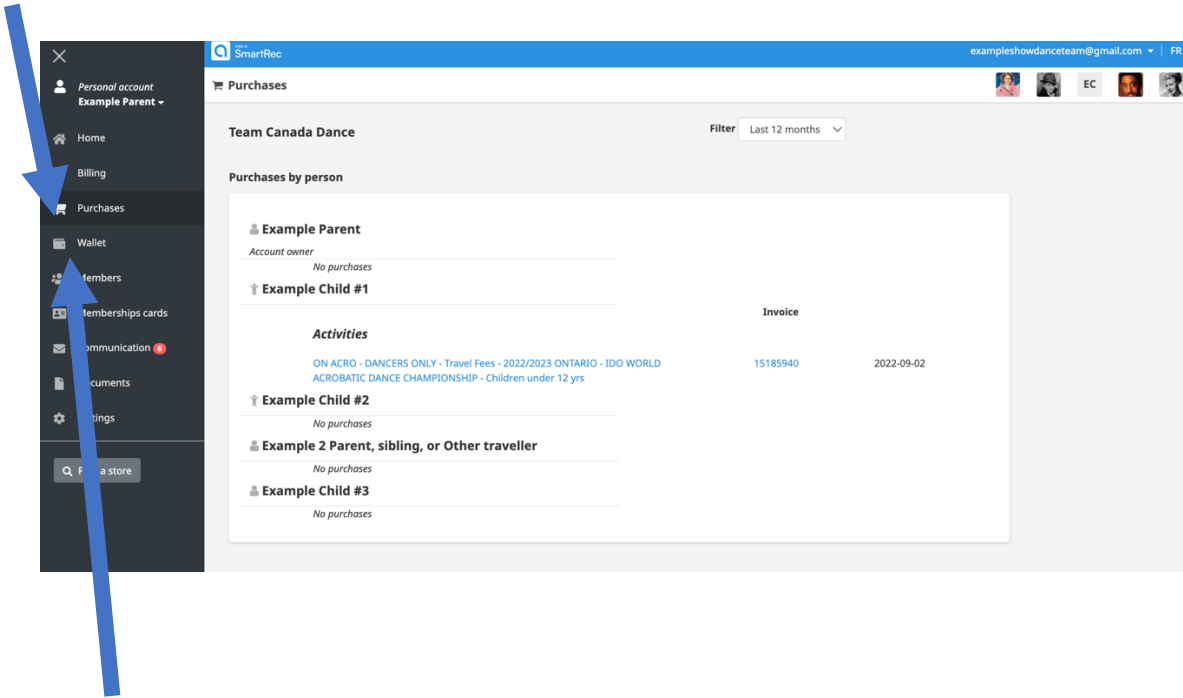 SmartRec
exampleshowdanceteam@gmail.com
FR
Personal account
Example Parent
Purchases
EC
Home
Team Canada Dance
Filter
Last 12 months
Billing
Purchases by person
Purchases
Example Parent
Wallet
Account owner
No purchases
Members
Example Child #1
Memberships cards
Invoice
Activities
Communication 6
ON ACRO - DANCERS ONLY - Travel Fees - 2022/2023 ONTARIO - IDO WORLD
15185940
2022-09-02
ACROBATIC DANCE CHAMPIONSHIP - Children under 12 yrs
Documents
Example Child #2
No purchases
Example 2 Parent, sibling, or Other traveller
a store
No purchases
Example Child #3
No purchases